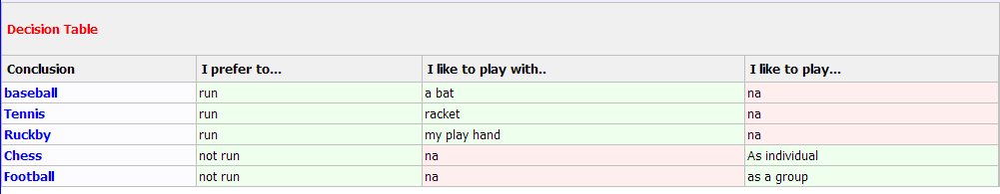 Decision Table
Conclusion I prefer to... I like to play with.. I like to play...
baseball run a bat na
Tennis run racket na
Ruckby run my play hand na
Chess not run na As individual
Football not run na as a group